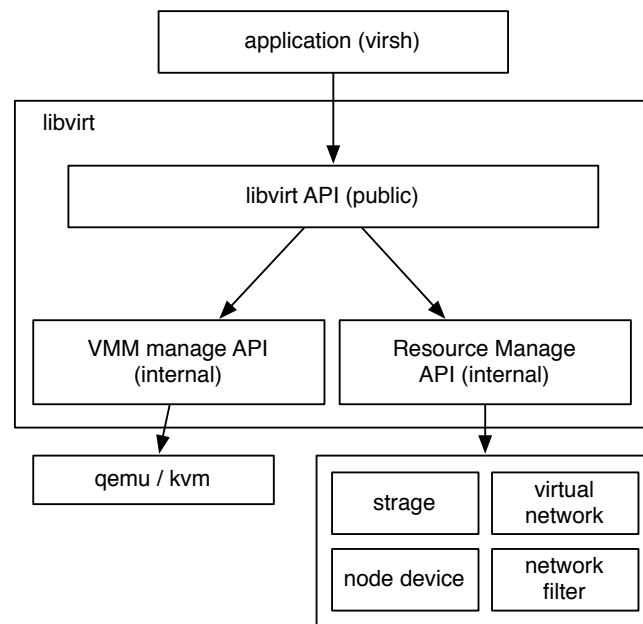 application (virsh)
libvirt
libvirt API (public)
VMM manage API
(internal)
Resource Manage
API (internal)
qemu / kvm
strage
virtual
network
node device
network
filter